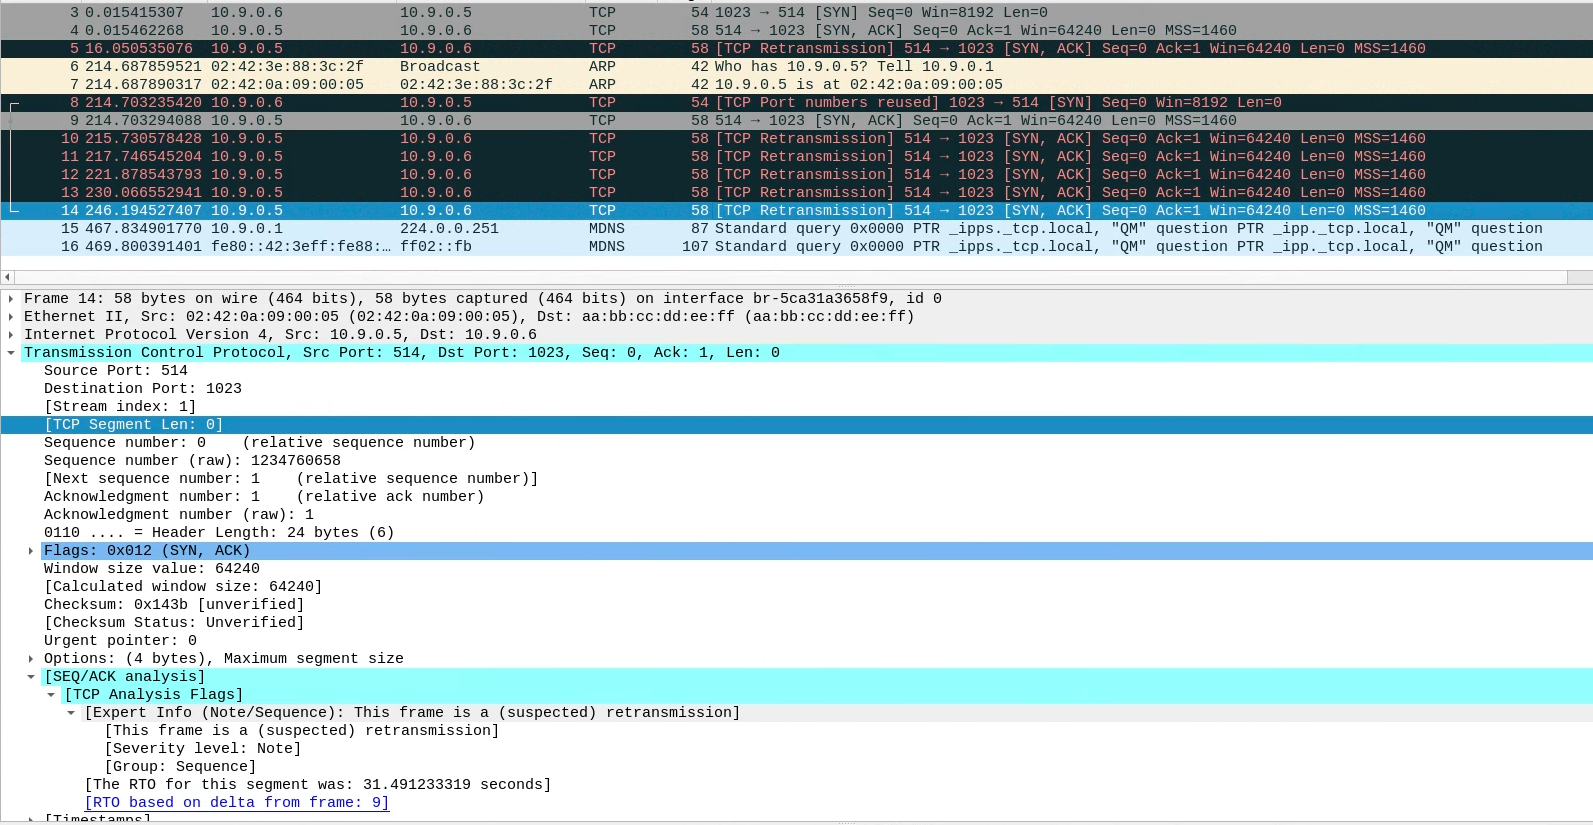 3 0.015415307 10.9.0.6 10.9.0.5 TCP 54 1023 → 514 [SYN] Seq=0 Win=8192 Len=0
4 0.015462268 10.9.0.5 10.9.0.6 TCP 58 514 → 1023 [SYN, ACK] Seq=0 Ack=1 Win=64240 Len=0 MSS=1460
5 16.050535076 10.9.0.5 10.9.0.6 TCP 58 [TCP Retransmission] 514 → 1023 [SYN, ACK] Seq=0 Ack=1 Win=64240 Len=0 MSS=1460
6 214.687859521 02:42:3e:88:3c:2f Broadcast ARP 42 Who has 10.9.0.5? Tell 10.9.0.1
7 214.687890317 02:42:0a:09:00:05 02:42:3e:88:3c:2f ARP 42 10.9.0.5 is at 02:42:0a:09:00:05
8 214.703235420 10.9.0.6 10.9.0.5 TCP 54 [TCP Port numbers reused] 1023 → 514 [SYN] Seq=0 Win=8192 Len=0
9 214.703294088 10.9.0.5 10.9.0.6 TCP 58 514 → 1023 [SYN, ACK] Seq=0 Ack=1 Win=64240 Len=0 MSS=1460
10 215.730578428 10.9.0.5 10.9.0.6 TCP 58 [TCP Retransmission] 514 → 1023 [SYN, ACK] Seq=0 Ack=1 Win=64240 Len=0 MSS=1460
11 217.746545204 10.9.0.5 10.9.0.6 TCP 58 [TCP Retransmission] 514 → 1023 [SYN, ACK] Seq=0 Ack=1 Win=64240 Len=0 MSS=1460
12 221.878543793 10.9.0.5 10.9.0.6 TCP 58 [TCP Retransmission] 514 → 1023 [SYN, ACK] Seq=0 Ack=1 Win=64240 Len=0 MSS=1460
13 230.066552941 10.9.0.5 10.9.0.6 TCP 58 [TCP Retransmission] 514 → 1023 [SYN, ACK] Seq=0 Ack=1 Win=64240 Len=0 MSS=1460
14 246.194527407 10.9.0.5 10.9.0.6 TCP 58 [TCP Retransmission] 514 → 1023 [SYN, ACK] Seq=0 Ack=1 Win=64240 Len=0 MSS=1460
15 467.834901770 10.9.0.1 224.0.0.251 MDNS 87 Standard query 0x0000 PTR _ipps._tcp.local, "QM" question PTR _ipp._tcp.local, "QM" question
16 469.800391401 fe80::42:3eff:fe88:… ff02::fb MDNS 107 Standard query 0x0000 PTR _ipps._tcp.local, "QM" question PTR _ipp._tcp.local, "QM" question
Frame 14: 58 bytes on wire (464 bits), 58 bytes captured (464 bits) on interface br-5ca31a3658f9, id 0
Ethernet II, Src: 02:42:0a:09:00:05 (02:42:0a:09:00:05), Dst: aa:bb:cc:dd:ee:ff (aa:bb:cc:dd:ee:ff)
Internet Protocol Version 4, Src: 10.9.0.5, Dst: 10.9.0.6
Transmission Control Protocol, Src Port: 514, Dst Port: 1023, Seq: 0, Ack: 1, Len: 0
Source Port: 514
Destination Port: 1023
[Stream index: 1]
[TCP Segment Len: 0]
Sequence number: 0 (relative sequence number)
Sequence number (raw): 1234760658
[Next sequence number: 1 (relative sequence number)]
Acknowledgment number: 1 (relative ack number)
Acknowledgment number (raw): 1
0110 .... = Header Length: 24 bytes (6)
Flags: 0x012 (SYN, ACK)
Window size value: 64240
[Calculated window size: 64240]
Checksum: 0x143b [unverified]
[Checksum Status: Unverified]
Urgent pointer: 0
Options: (4 bytes), Maximum segment size
[SEQ/ACK analysis]
[TCP Analysis Flags]
[Expert Info (Note/Sequence): This frame is a (suspected) retransmission]
[This frame is a (suspected) retransmission]
[Severity level: Note]
[Group: Sequence]
[The RTO for this segment was: 31.491233319 seconds]
[RTO based on delta from frame: 9]
[Timestamps]